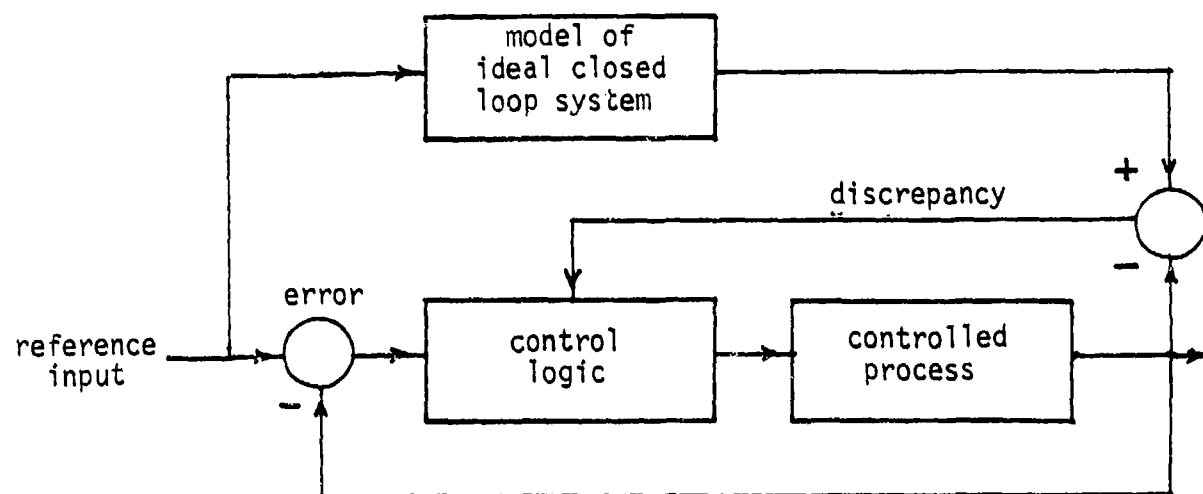 model of
ideal closed
loop system
+
discrepancy
−
error
reference
input
−
control
logic
controlled
process